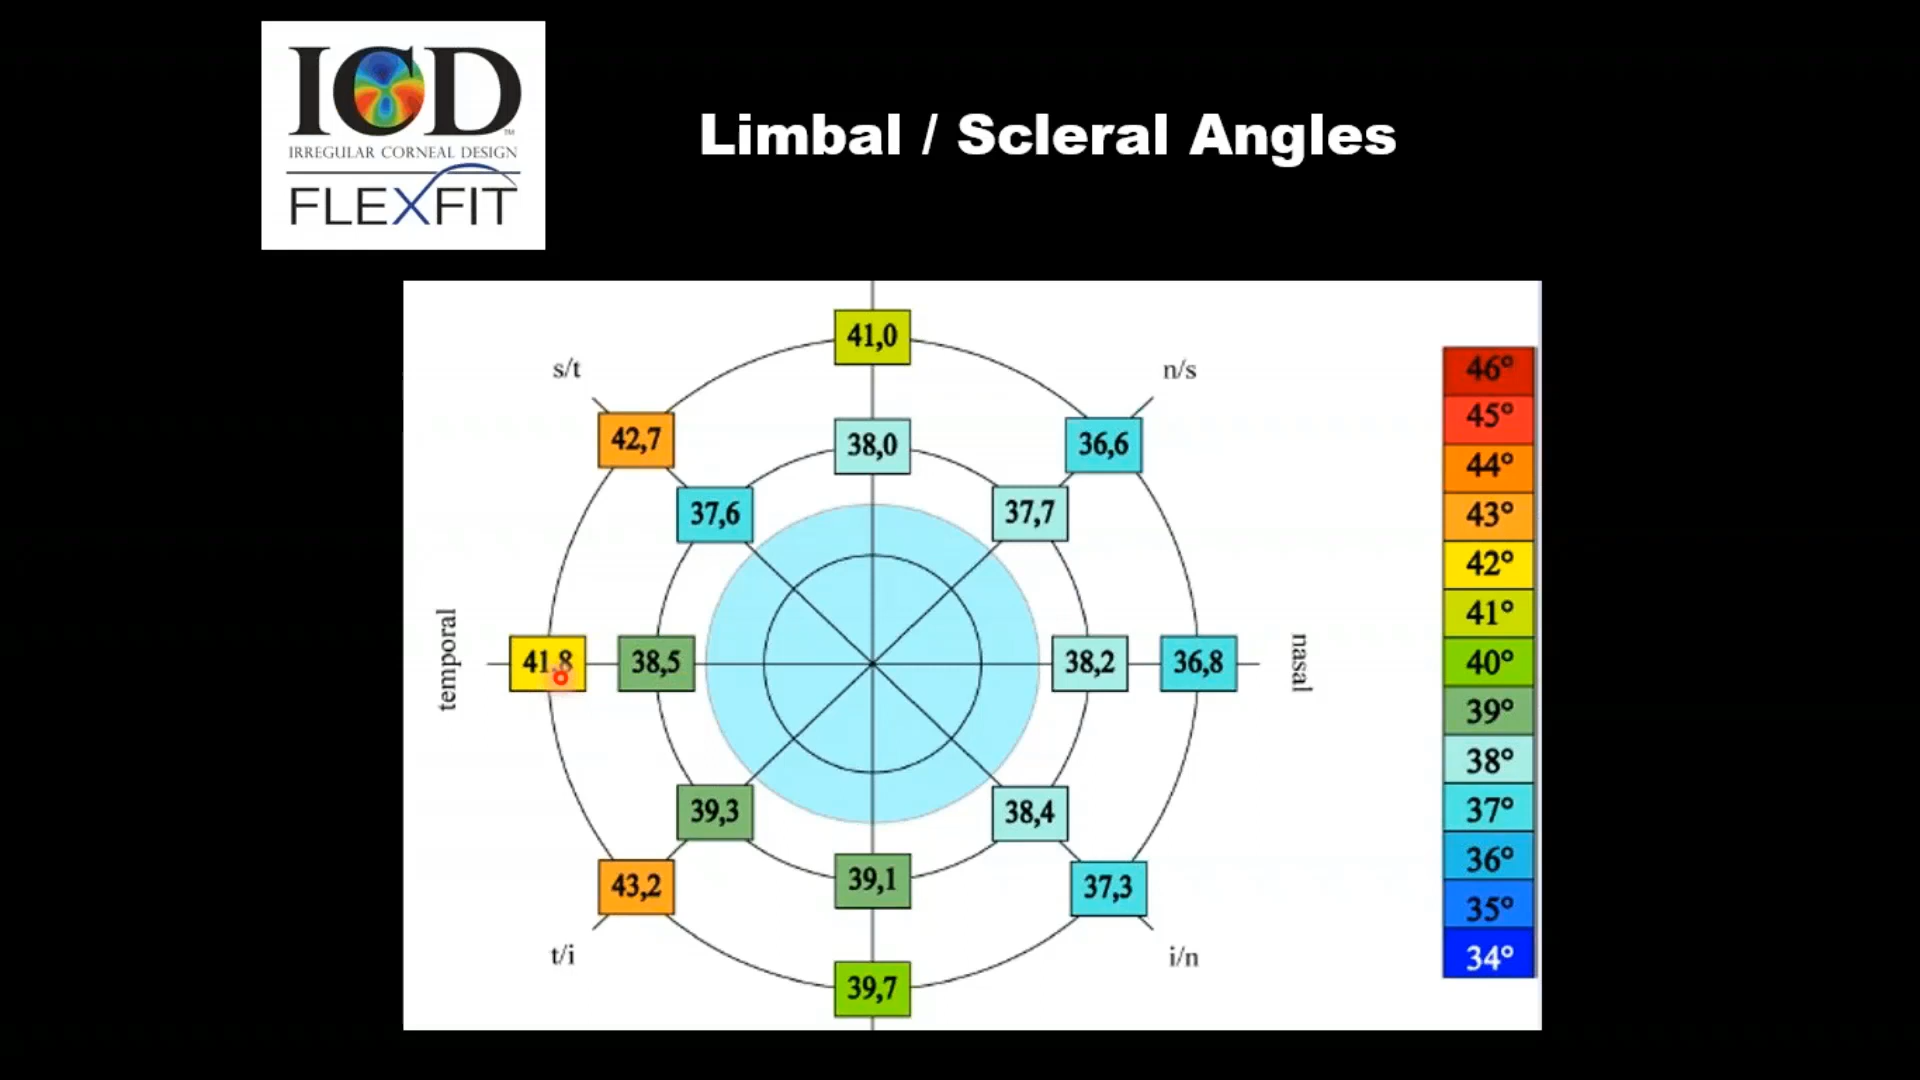 ICD™
IRREGULAR CORNEAL DESIGN
FLEXFIT
Limbal / Scleral Angles
41,0
s/t
n/s
42,7
38,0
36,6
37,6
37,7
temporal
41,8
38,5
38,2
36,8
nasal
39,3
38,4
43,2
39,1
37,3
t/i
i/n
39,7
46°
45°
44°
43°
42°
41°
40°
39°
38°
37°
36°
35°
34°